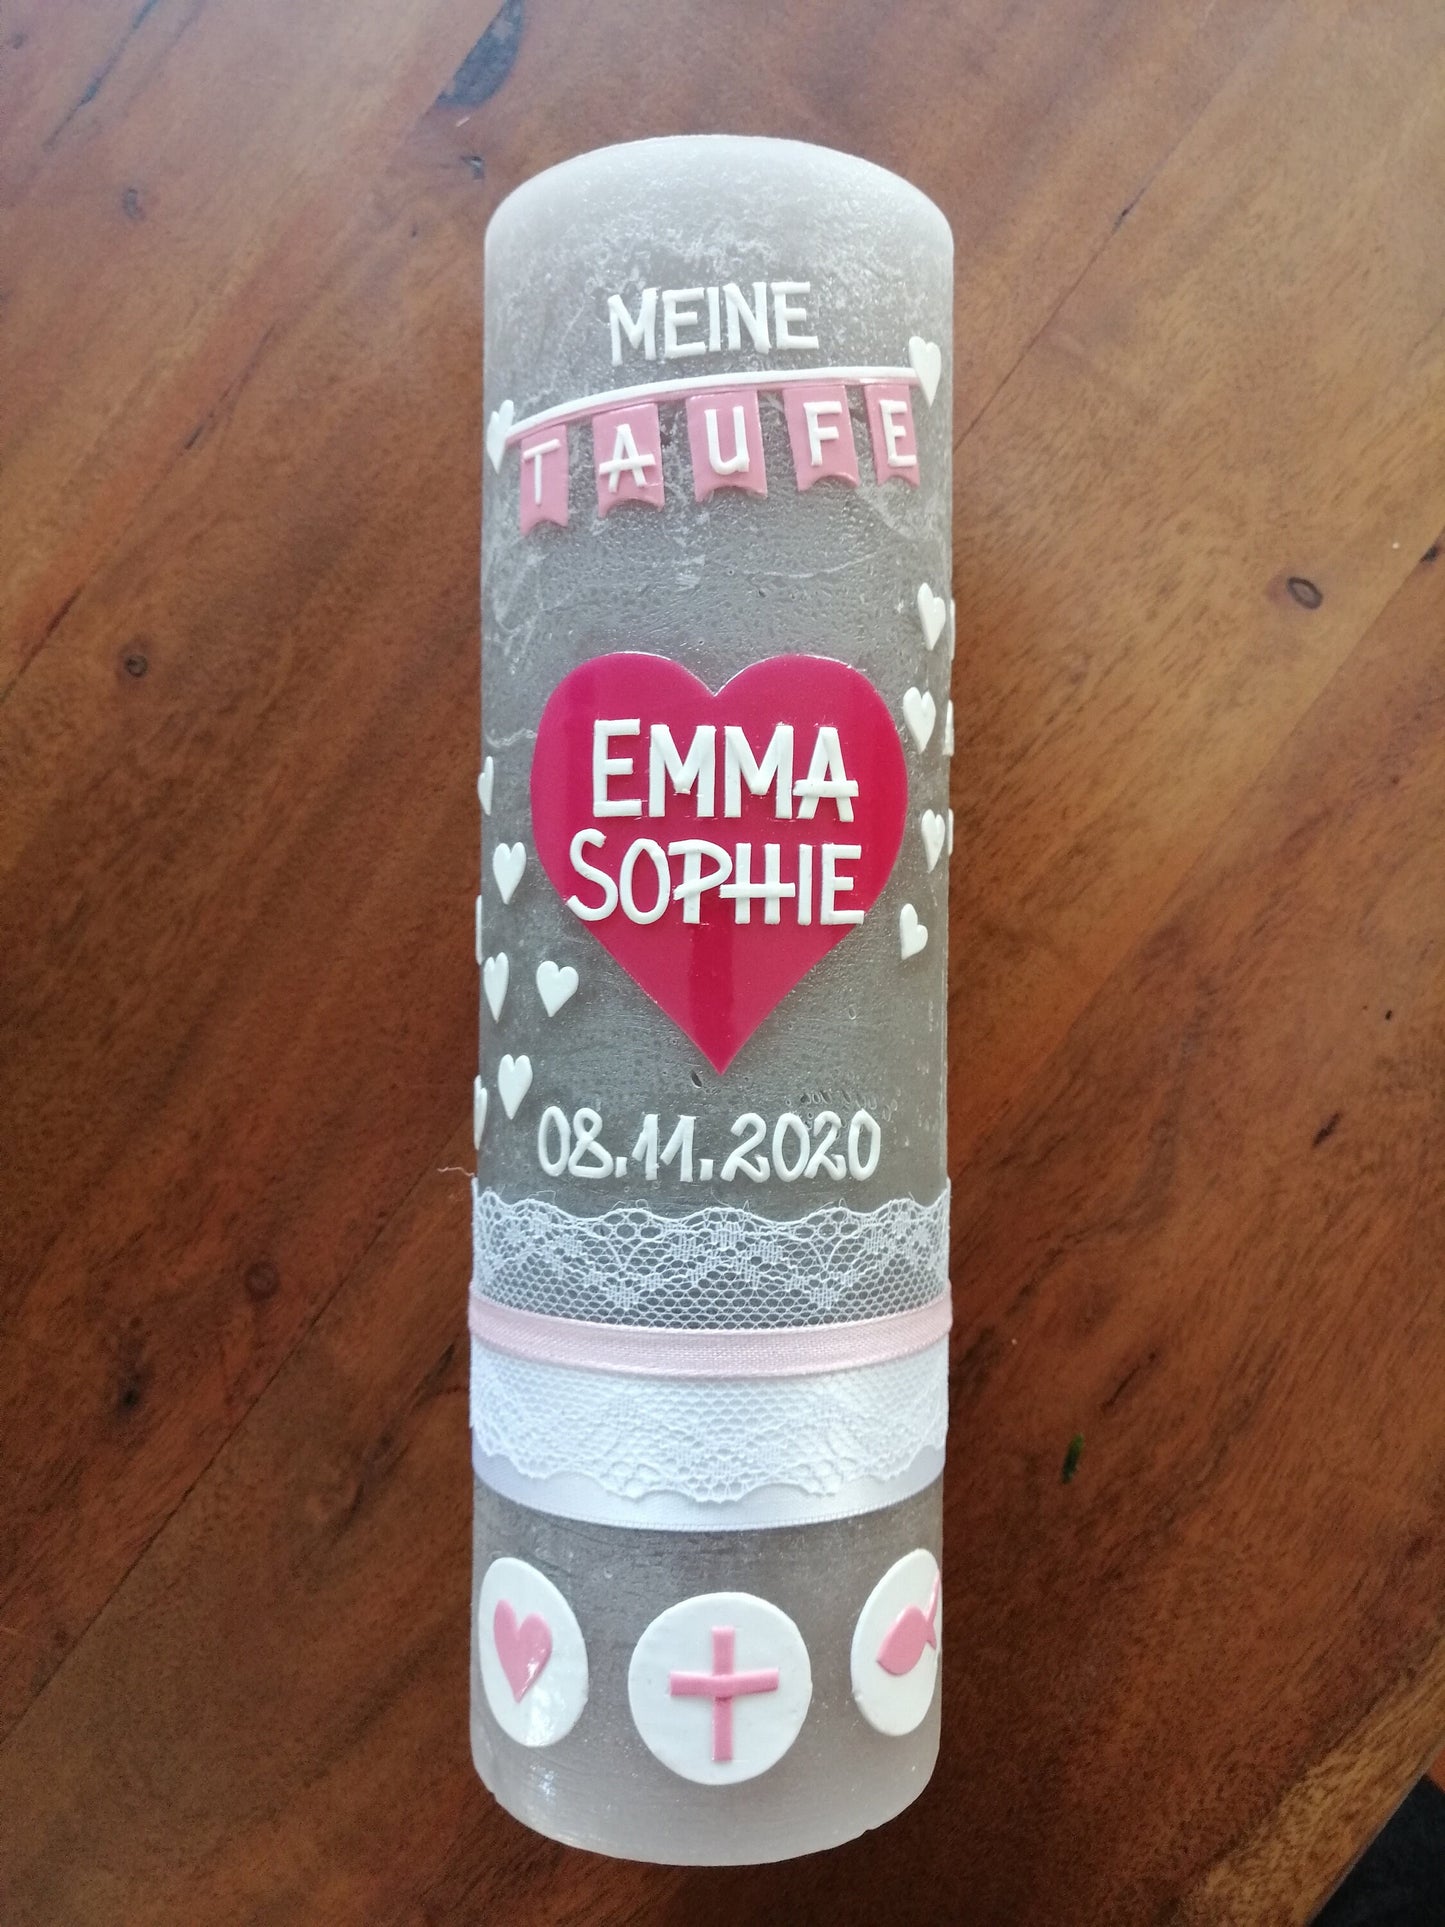 MEINE
TAUFE
EMMA
SOPHIE
08.11.2020